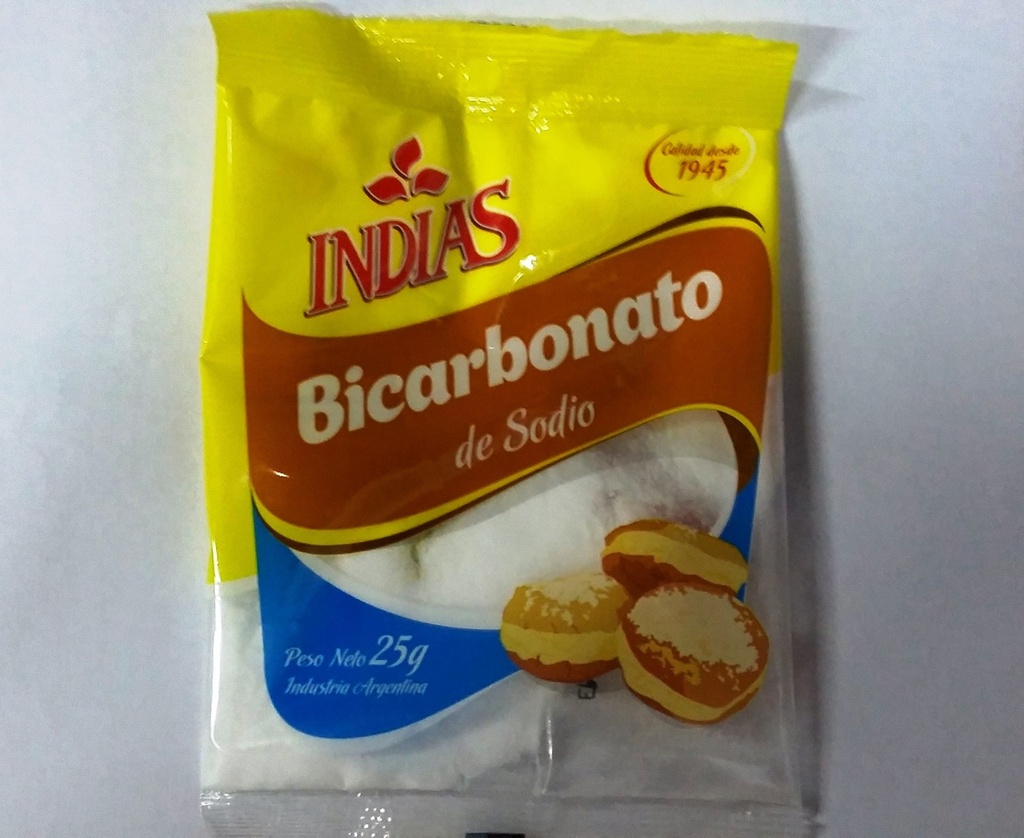 Calidad desde
1945
INDIAS
Bicarbonato
de Sodio
Peso Neto 25g
Industria Argentina